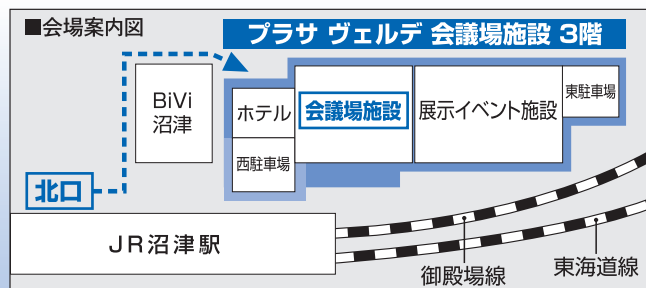 ■会場案内図
プラサ ヴェルデ 会議場施設 3階
BiVi
沼津
ホテル
会議場施設
展示イベント施設
東駐車場
西駐車場
北口
JR沼津駅
御殿場線
東海道線